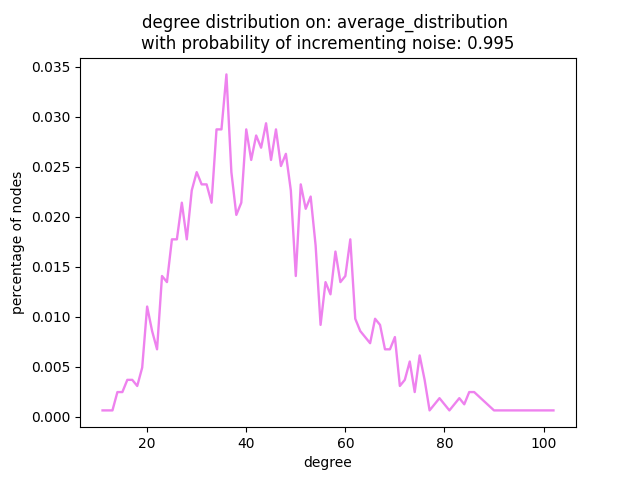 degree distribution on: average_distribution
with probability of incrementing noise: 0.995
0.035
0.030
0.025
0.020
0.015
0.010
0.005
0.000
percentage of nodes
20 40 60 80 100
degree